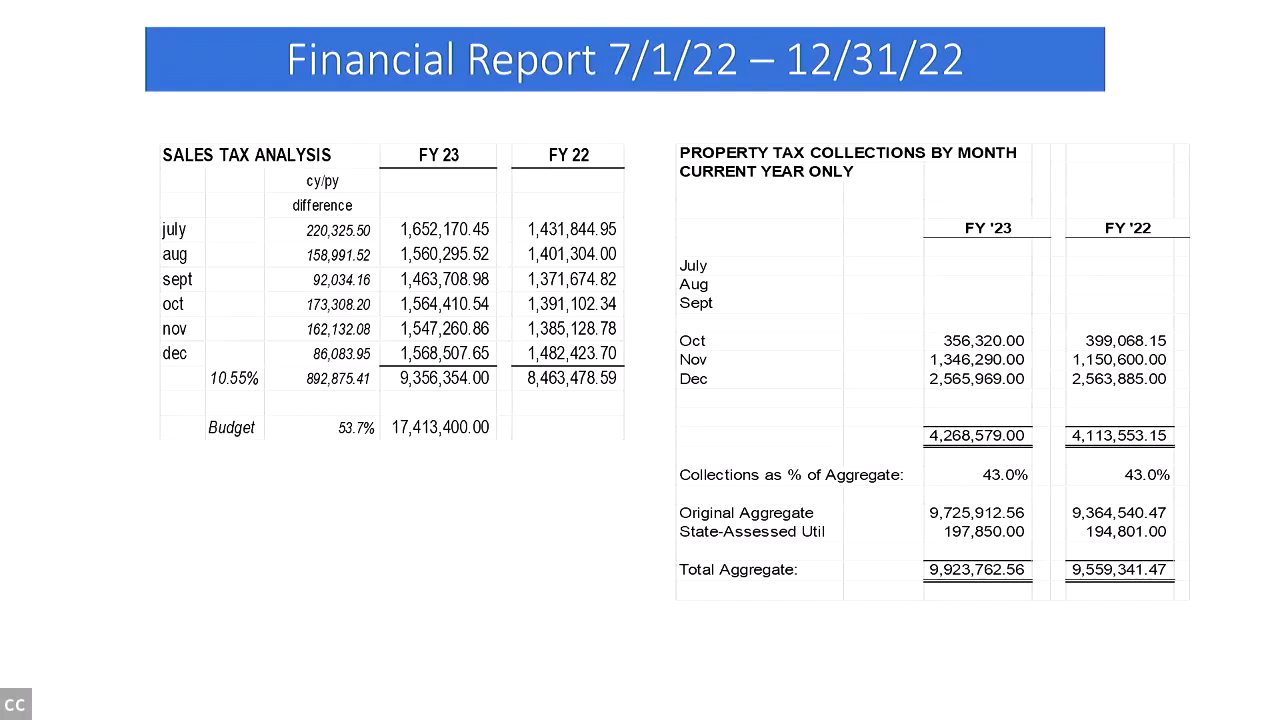 Financial Report 7/1/22 – 12/31/22
SALES TAX ANALYSIS FY 23 FY 22
cy/py
difference
july 220,325.50 1,652,170.45 1,431,844.95
aug 158,991.52 1,560,295.52 1,401,304.00
sept 92,034.16 1,463,708.98 1,371,674.82
oct 173,308.20 1,564,410.54 1,391,102.34
nov 162,132.08 1,547,260.86 1,385,128.78
dec 86,083.95 1,568,507.65 1,482,423.70
10.55% 892,875.41 9,356,354.00 8,463,478.59
Budget 53.7% 17,413,400.00
PROPERTY TAX COLLECTIONS BY MONTH
CURRENT YEAR ONLY
FY '23 FY '22
July
Aug
Sept
Oct 356,320.00 399,068.15
Nov 1,346,290.00 1,150,600.00
Dec 2,565,969.00 2,563,885.00
4,268,579.00 4,113,553.15
Collections as % of Aggregate: 43.0% 43.0%
Original Aggregate 9,725,912.56 9,364,540.47
State-Assessed Util 197,850.00 194,801.00
Total Aggregate: 9,923,762.56 9,559,341.47
CC